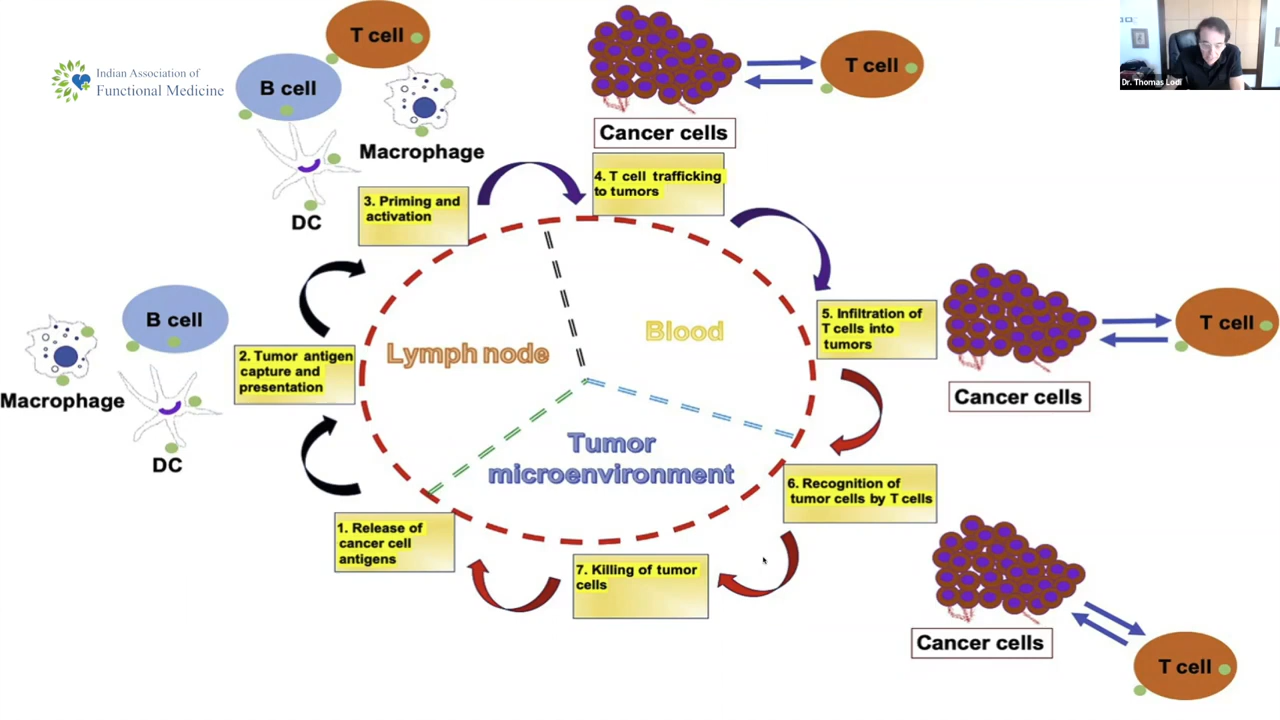 Indian Association of
Functional Medicine
T cell
B cell
Macrophage
DC
3. Priming and
activation
Cancer cells
T cell
4. T cell trafficking
to tumors
Dr. Thomas Lodi
B cell
Macrophage
DC
2. Tumor antigen
capture and
presentation
Lymph node
Blood
Tumor
microenvironment
5. Infiltration of
T cells into
tumors
T cell
Cancer cells
6. Recognition of
tumor cells by T cells
1. Release of
cancer cell
antigens
7. Killing of tumor
cells
Cancer cells
T cell